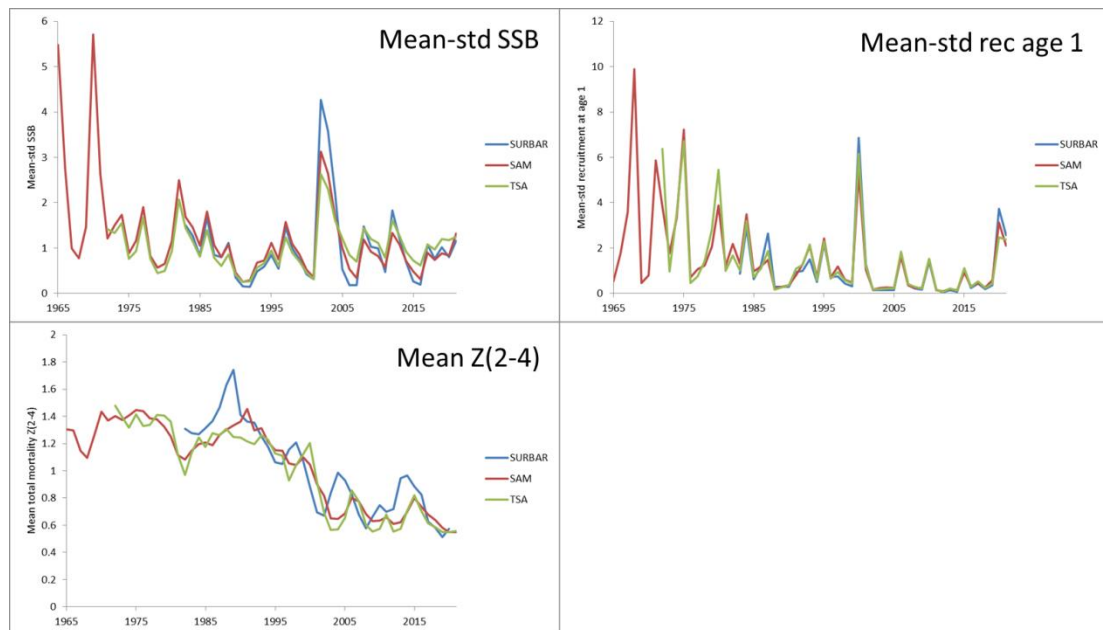 Mean-std SSB
6
5
4
3
2
1
0
Mean-std SSB
1965 1975 1985 1995 2005 2015
SURBAR
SAM
TSA
Mean-std rec age 1
12
10
8
6
4
2
0
Mean-std recruitment at age 1
1965 1975 1985 1995 2005 2015
SURBAR
SAM
TSA
Mean Z(2-4)
2
1.8
1.6
1.4
1.2
1
0.8
0.6
0.4
0.2
0
Mean total mortality Z(2-4)
1965 1975 1985 1995 2005 2015
SURBAR
SAM
TSA